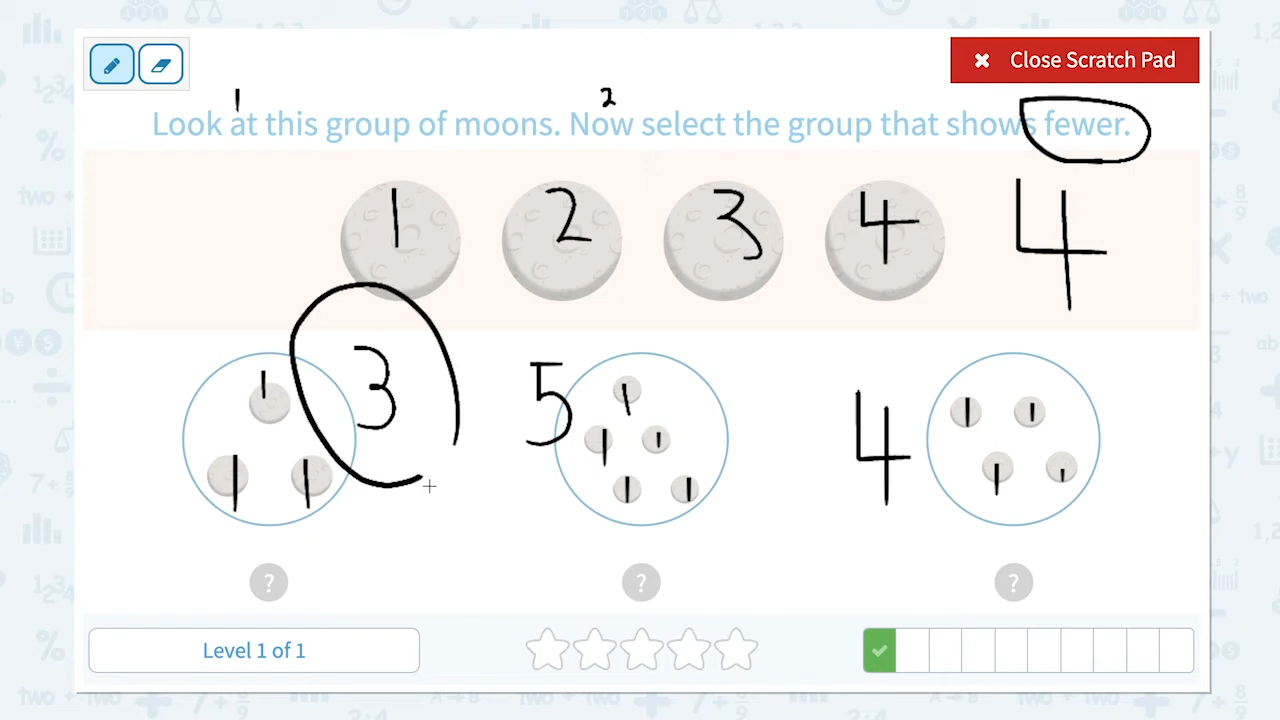 Close Scratch Pad
1 2
Look at this group of moons. Now select the group that shows fewer.
1 2 3 4 4
3 5 4
1 1 1 1 1 1 1 1 1 1 1 1
? ? ?
Level 1 of 1